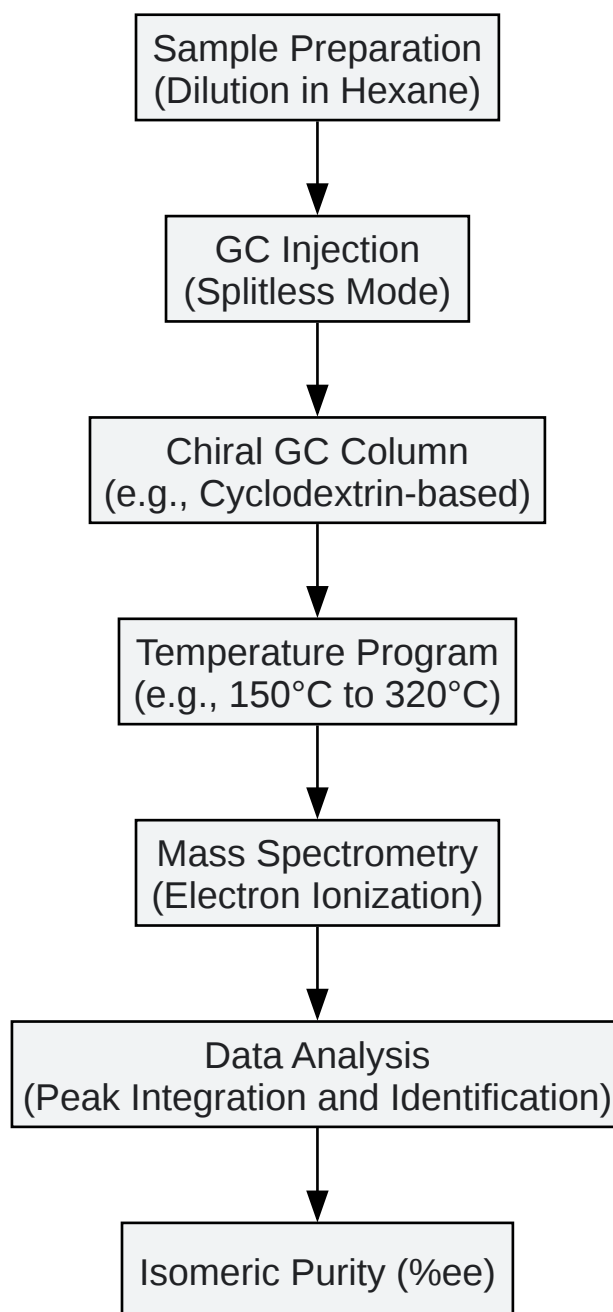 Sample Preparation
(Dilution in Hexane)
GC Injection
(Splitless Mode)
Chiral GC Column
(e.g., Cyclodextrin-based)
Temperature Program
(e.g., 150°C to 320°C)
Mass Spectrometry
(Electron Ionization)
Data Analysis
(Peak Integration and Identification)
Isomeric Purity (%ee)